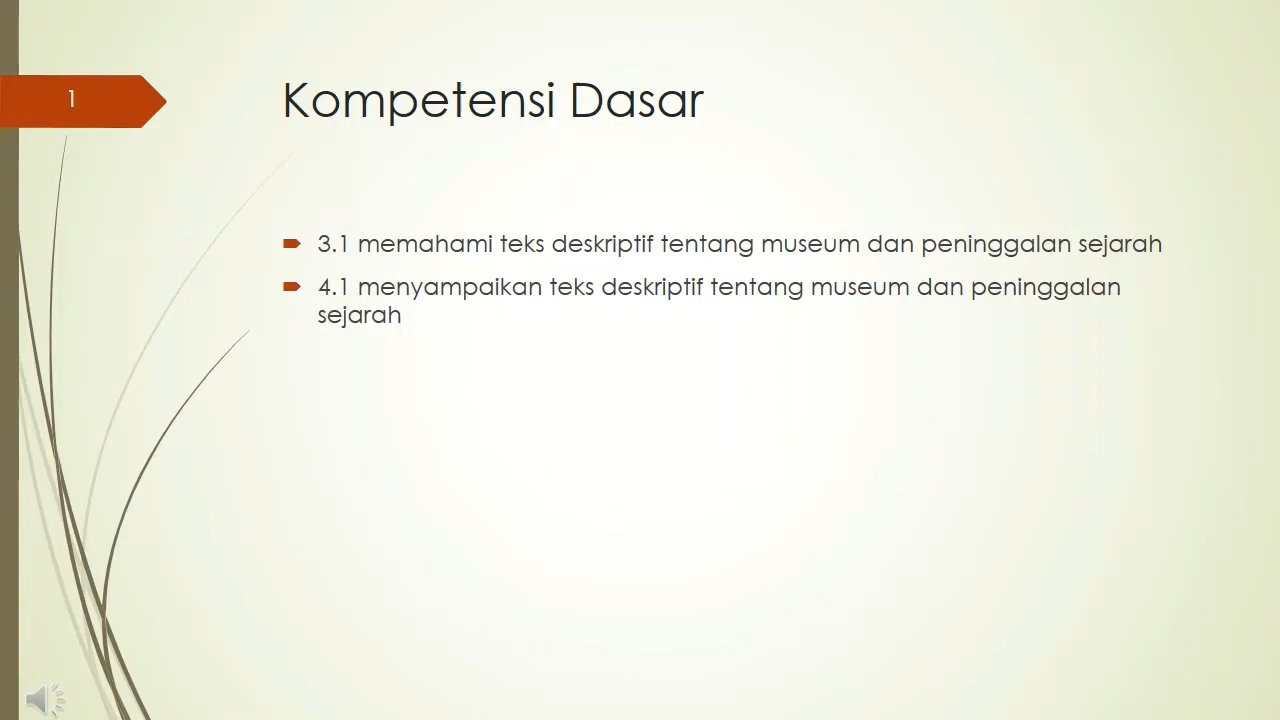 1
Kompetensi Dasar
3.1 memahami teks deskriptif tentang museum dan peninggalan sejarah
4.1 menyampaikan teks deskriptif tentang museum dan peninggalan
sejarah